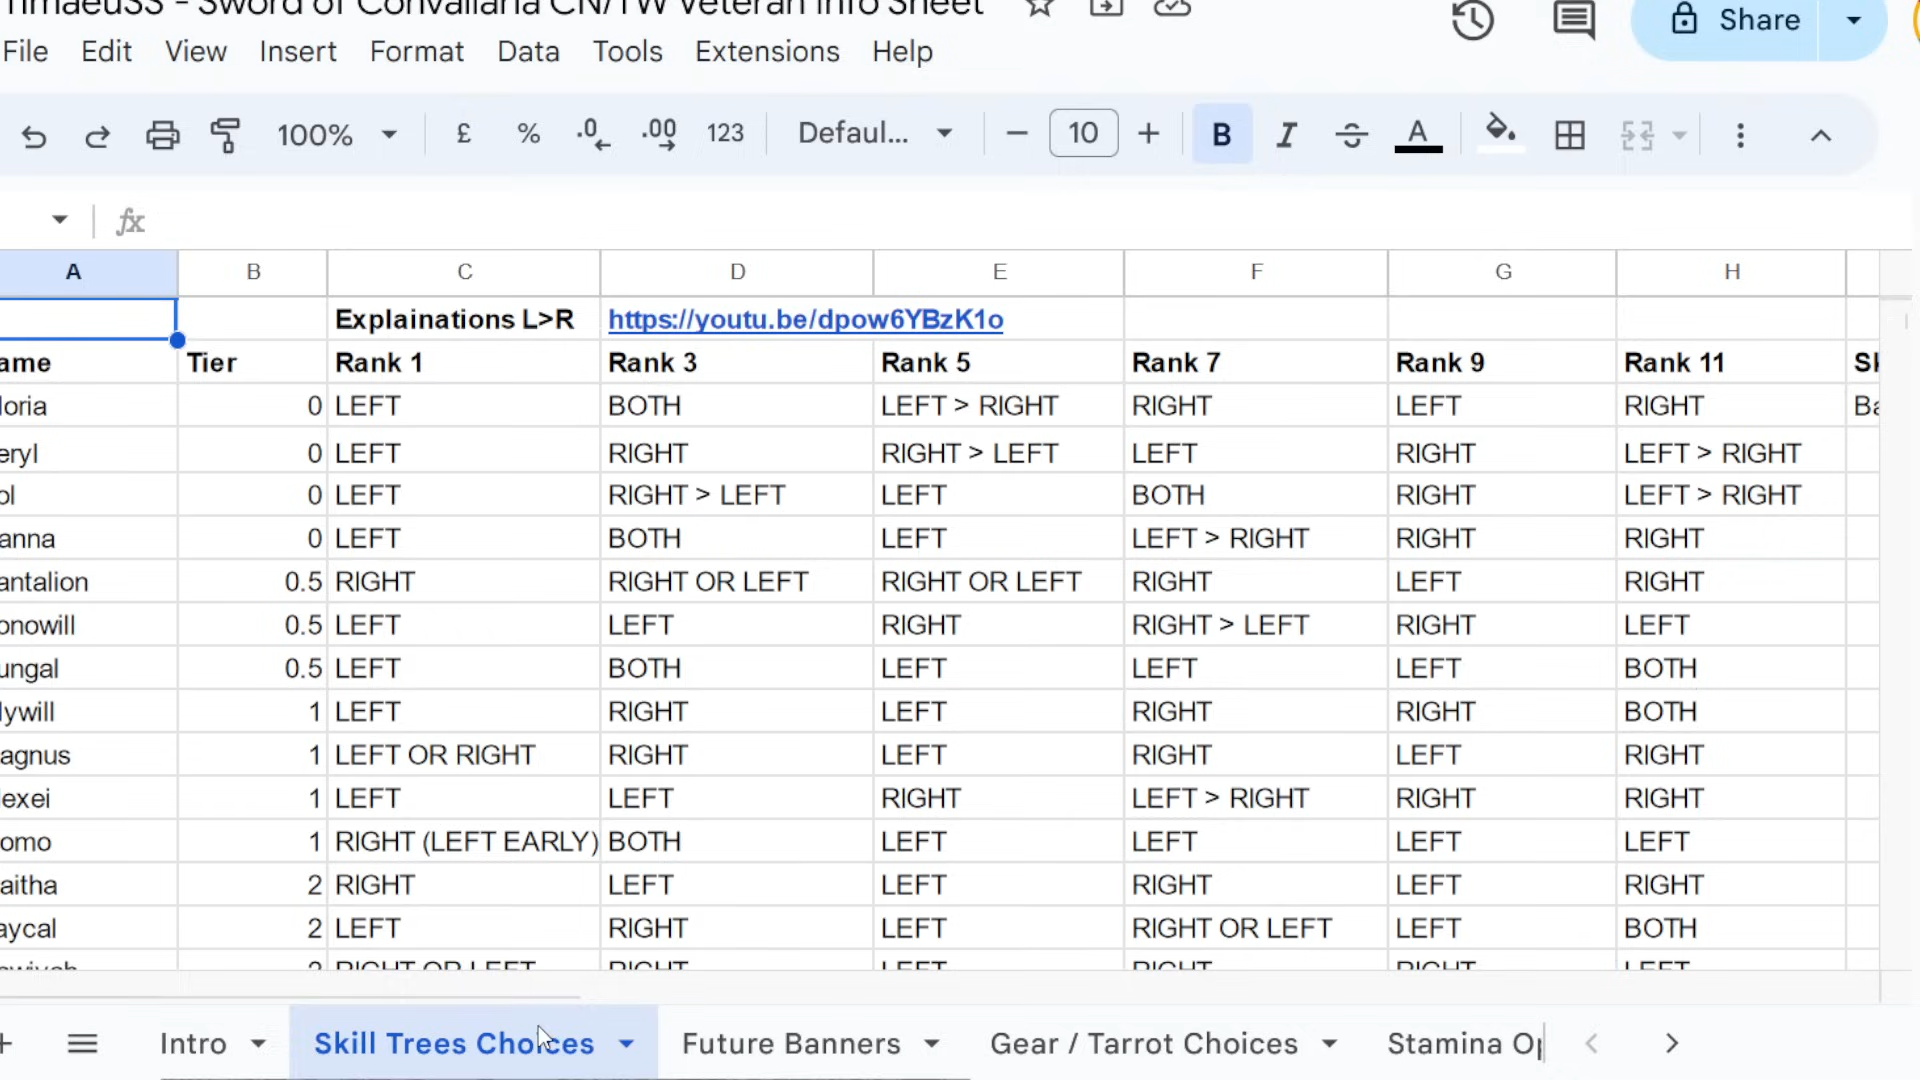 TimaeuSS - Sword of Convallaria CN/TW Veteran Info Sheet
Share
File Edit View Insert Format Data Tools Extensions Help
100% £ % .0 .00 123 Defaul... 10 B I S A
fx
A B C D E F G H
Explainations L>R https://youtu.be/dpow6YBzK1o
ame Tier Rank 1 Rank 3 Rank 5 Rank 7 Rank 9 Rank 11 Sk
loria 0 LEFT BOTH LEFT > RIGHT RIGHT LEFT RIGHT Ba
eryl 0 LEFT RIGHT RIGHT > LEFT LEFT RIGHT LEFT > RIGHT
ol 0 LEFT RIGHT > LEFT LEFT BOTH RIGHT LEFT > RIGHT
anna 0 LEFT BOTH LEFT LEFT > RIGHT RIGHT RIGHT
antalion 0.5 RIGHT RIGHT OR LEFT RIGHT OR LEFT RIGHT LEFT RIGHT
onowill 0.5 LEFT LEFT RIGHT RIGHT > LEFT RIGHT LEFT
ungal 0.5 LEFT BOTH LEFT LEFT LEFT BOTH
lywill 1 LEFT RIGHT LEFT RIGHT RIGHT BOTH
agnus 1 LEFT OR RIGHT RIGHT LEFT RIGHT LEFT RIGHT
lexei 1 LEFT LEFT RIGHT LEFT > RIGHT RIGHT RIGHT
omo 1 RIGHT (LEFT EARLY) BOTH LEFT LEFT LEFT LEFT
aitha 2 RIGHT LEFT LEFT RIGHT LEFT RIGHT
aycal 2 LEFT RIGHT LEFT RIGHT OR LEFT LEFT BOTH
2 RIGHT OR LEFT RIGHT LEFT RIGHT RIGHT LEFT
Intro Skill Trees Choices Future Banners Gear / Tarrot Choices Stamina Op